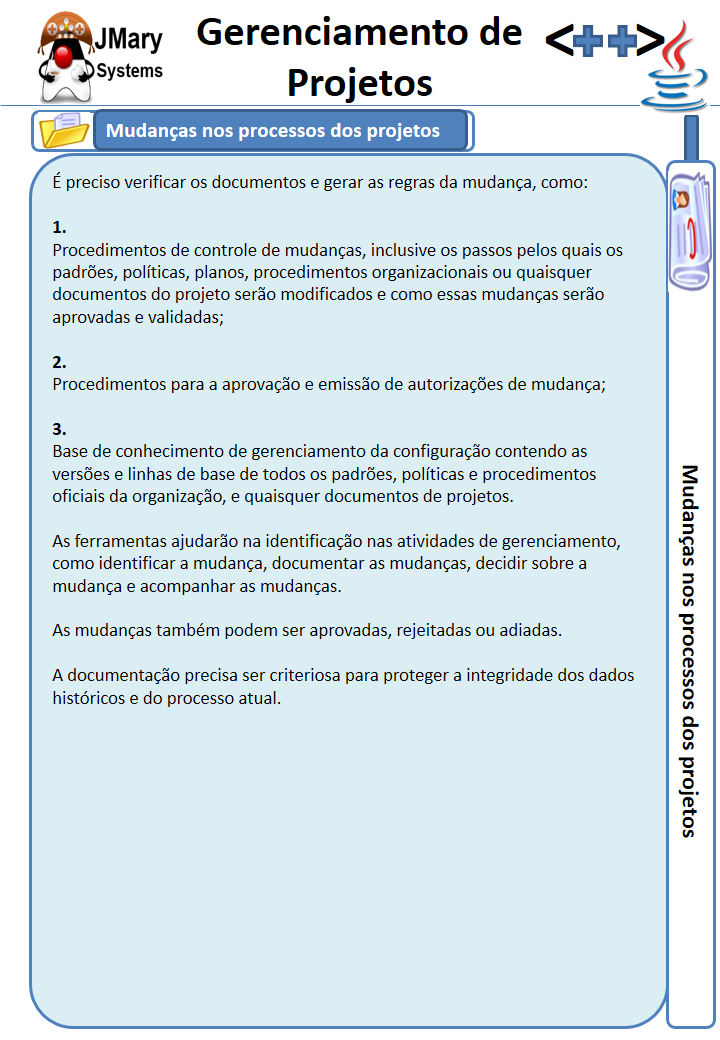 JMary
Systems
Gerenciamento de
Projetos
<++>
Mudanças nos processos dos projetos
É preciso verificar os documentos e gerar as regras da mudança, como:
1.
Procedimentos de controle de mudanças, inclusive os passos pelos quais os
padrões, políticas, planos, procedimentos organizacionais ou quaisquer
documentos do projeto serão modificados e como essas mudanças serão
aprovadas e validadas;
2.
Procedimentos para a aprovação e emissão de autorizações de mudança;
3.
Base de conhecimento de gerenciamento da configuração contendo as
versões e linhas de base de todos os padrões, políticas e procedimentos
oficiais da organização, e quaisquer documentos de projetos.
As ferramentas ajudarão na identificação nas atividades de gerenciamento,
como identificar a mudança, documentar as mudanças, decidir sobre a
mudança e acompanhar as mudanças.
As mudanças também podem ser aprovadas, rejeitadas ou adiadas.
A documentação precisa ser criteriosa para proteger a integridade dos dados
históricos e do processo atual.
Mudanças nos processos dos projetos